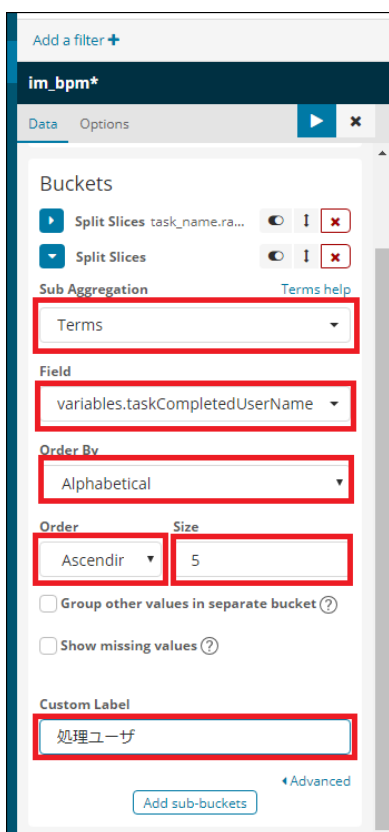 Add a filter +
im_bpm*
Data Options
Buckets
Split Slices task_name.ra...
Split Slices
Sub Aggregation Terms help
Terms
Field
variables.taskCompletedUserName
Order By
Alphabetical
Order Size
Ascendir 5
Group other values in separate bucket ?
Show missing values ?
Custom Label
処理ユーザ
Advanced
Add sub-buckets